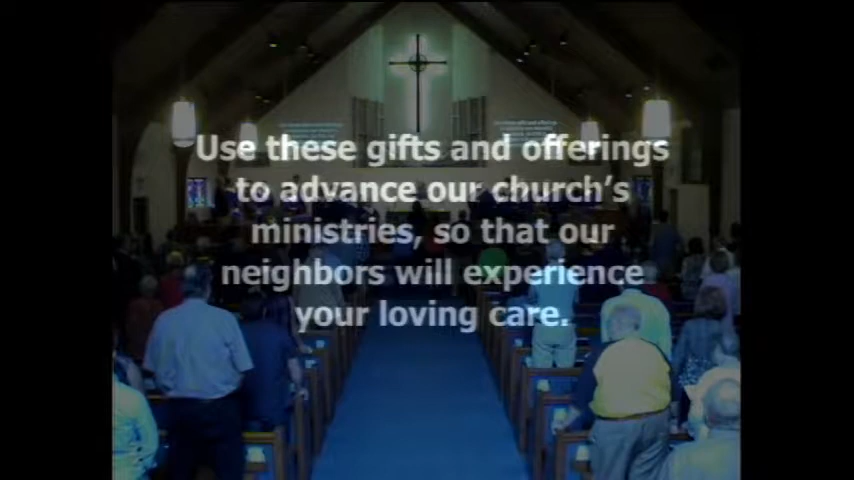 Use these gifts and offerings
to advance our church's
ministries, so that our
neighbors will experience
your loving care.